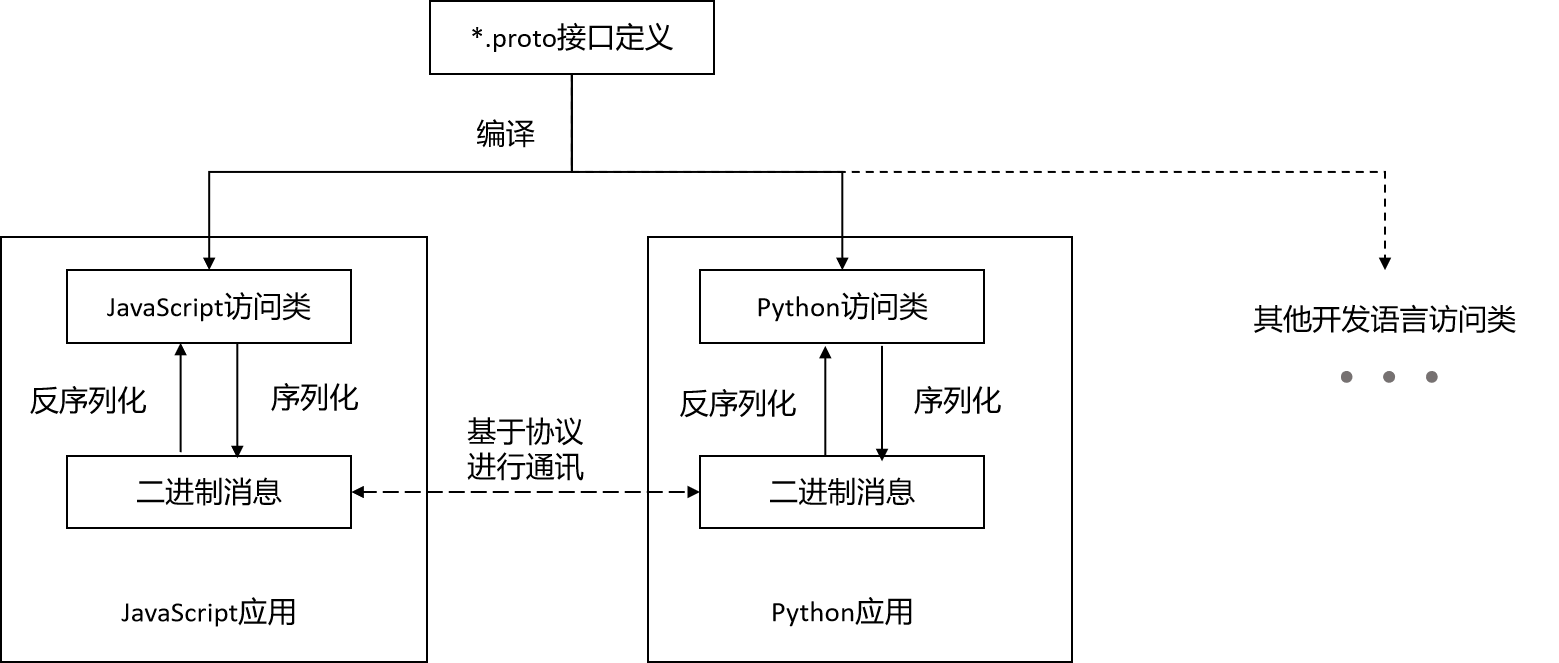 *.proto接口定义
编译
JavaScript访问类
Python访问类
其他开发语言访问类
反序列化
序列化
反序列化
序列化
基于协议
进行通讯
二进制消息
二进制消息
JavaScript应用
Python应用